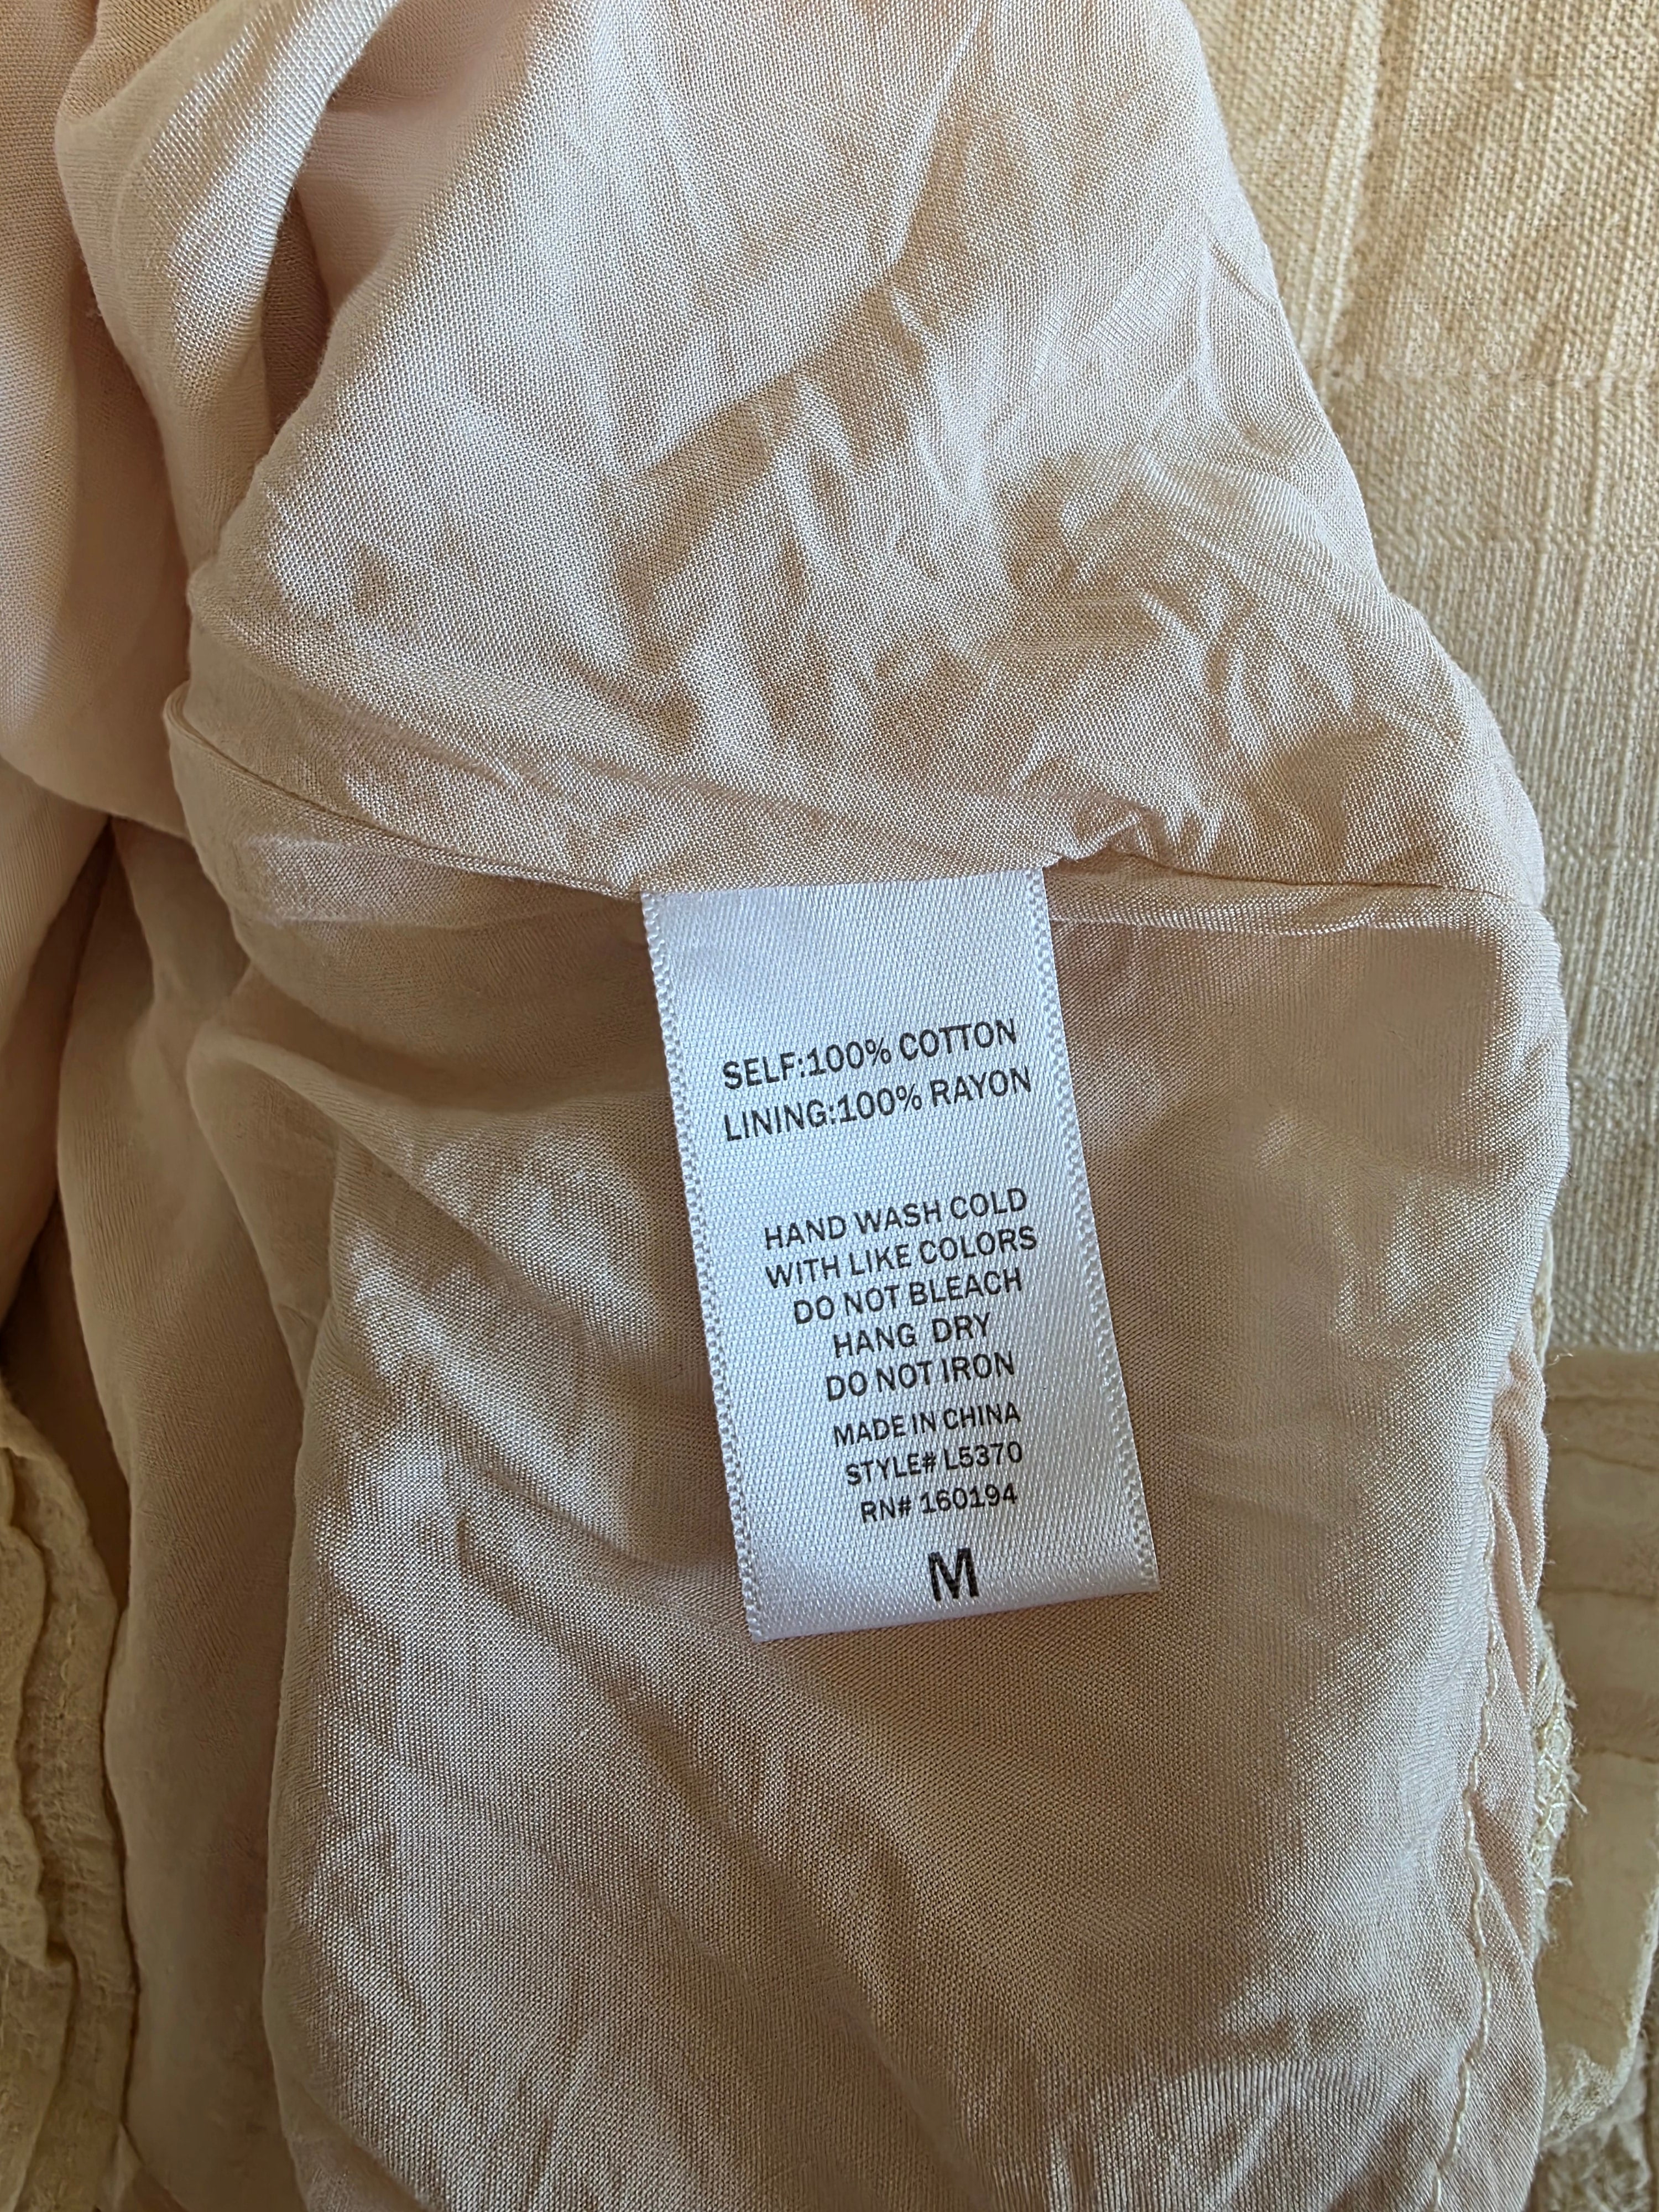 SELF:100% COTTON
LINING:100% RAYON
HAND WASH COLD
WITH LIKE COLORS
DO NOT BLEACH
HANG DRY
DO NOT IRON
MADE IN CHINA
STYLE# L5370
RN# 160194
M